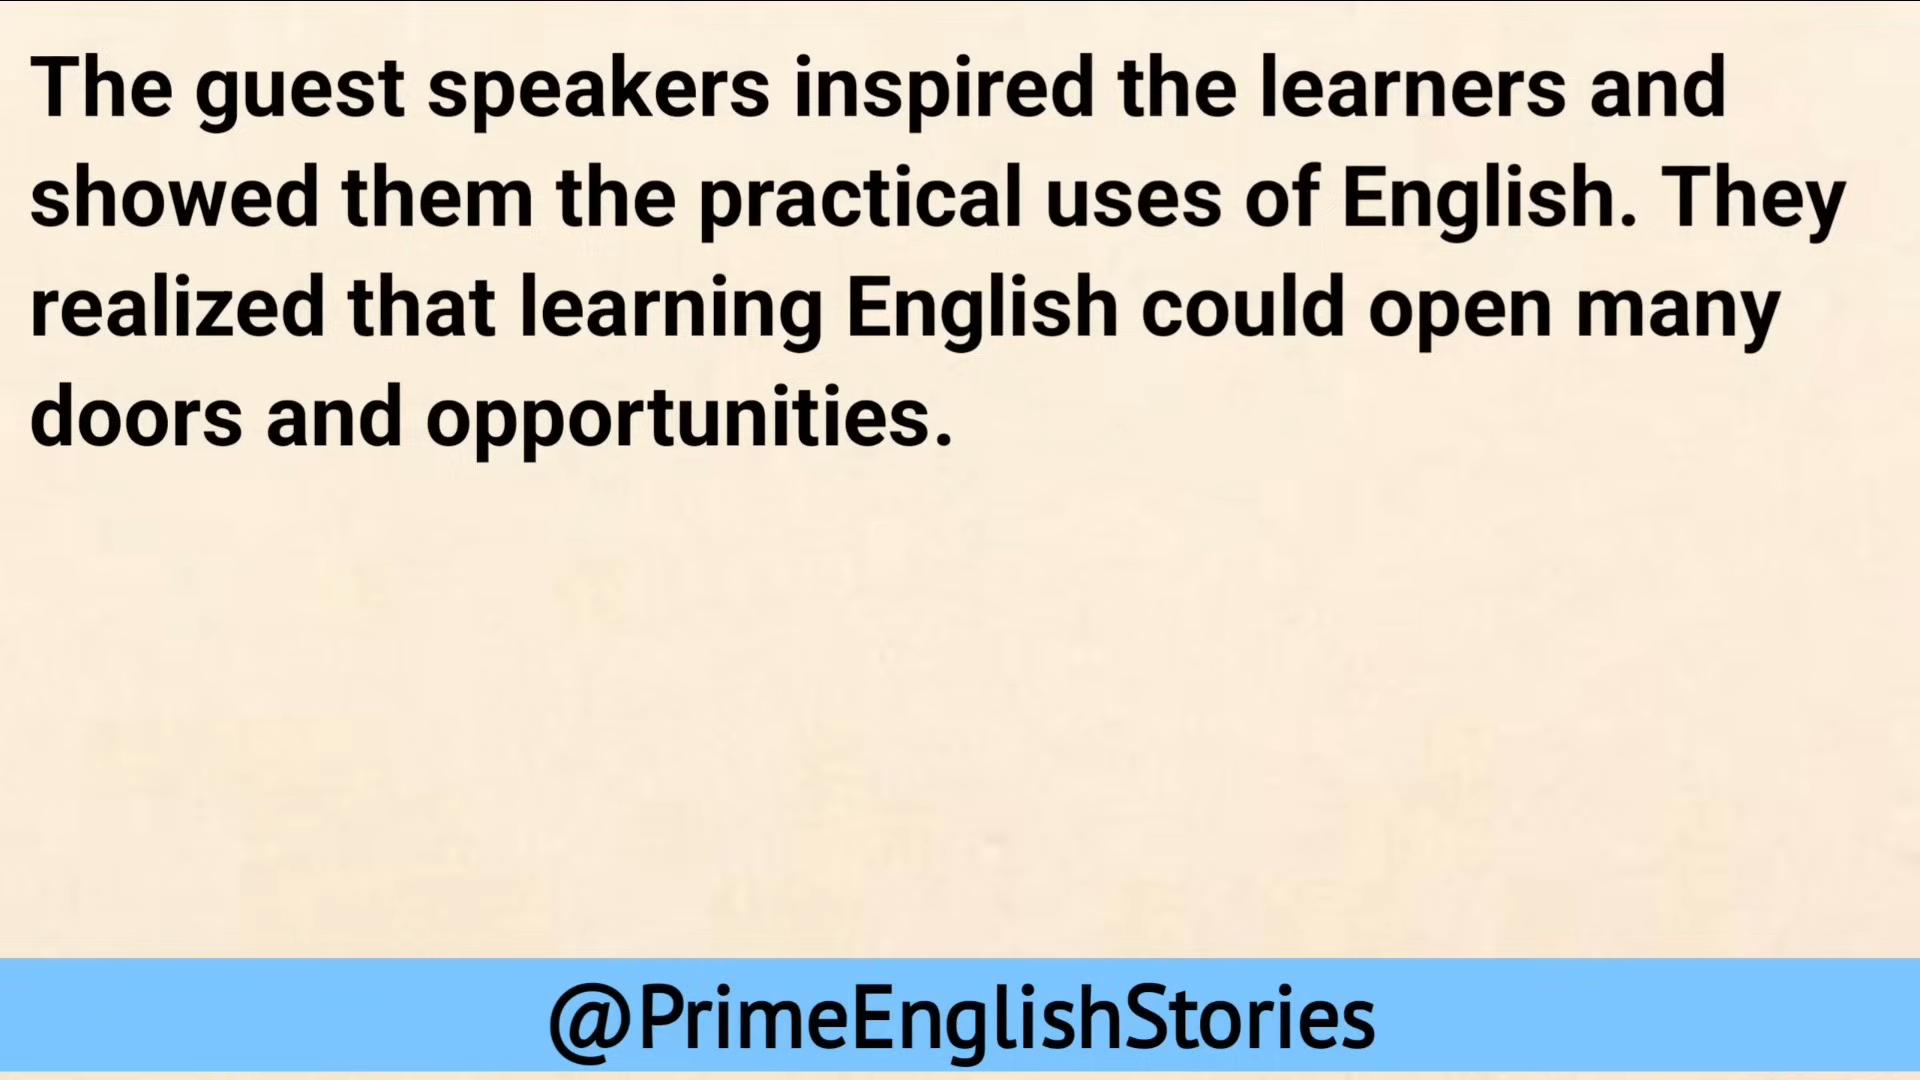 The guest speakers inspired the learners and
showed them the practical uses of English. They
realized that learning English could open many
doors and opportunities.
@PrimeEnglishStories